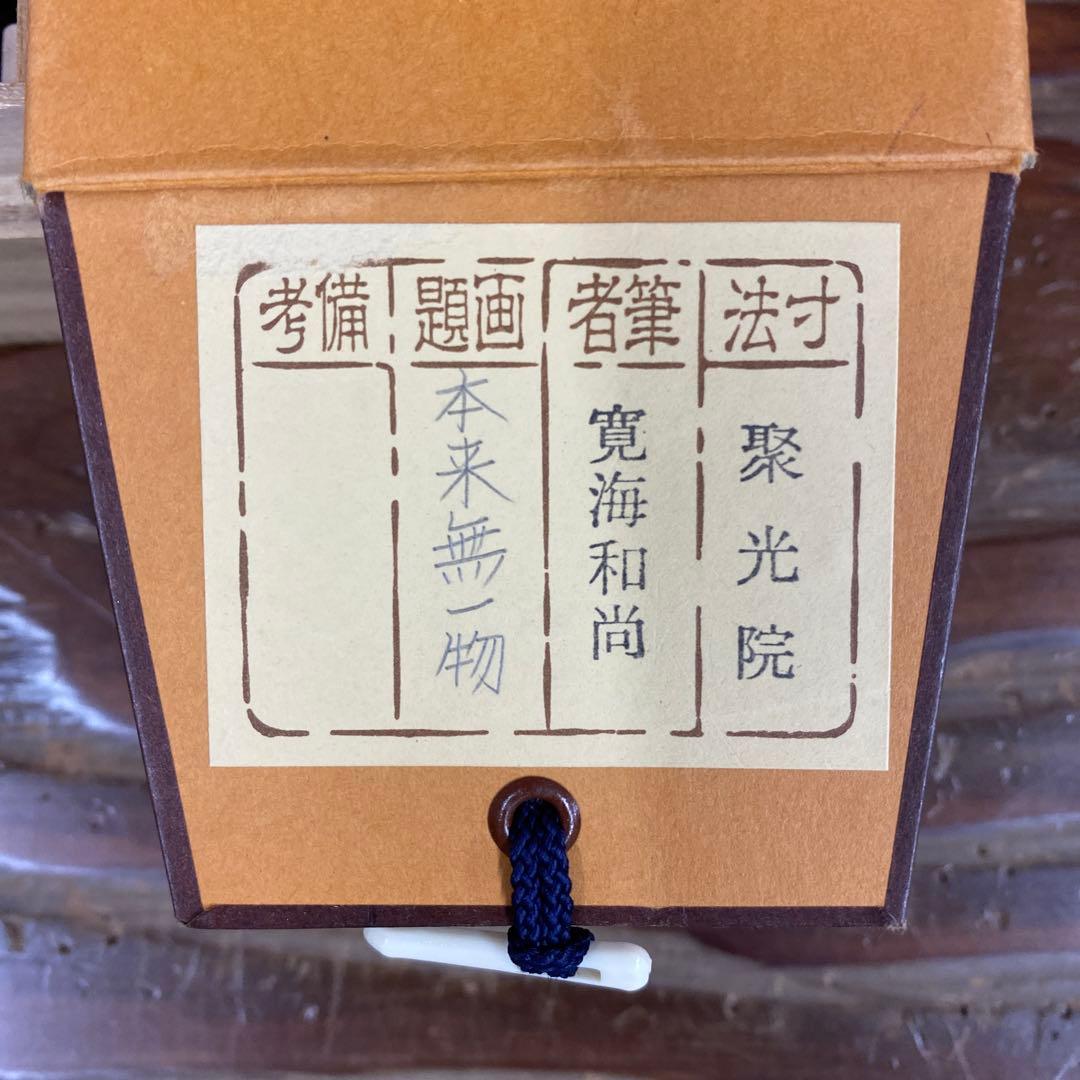 寸法
聚光院
筆者
寛海和尚
画題
本来無一物
備考